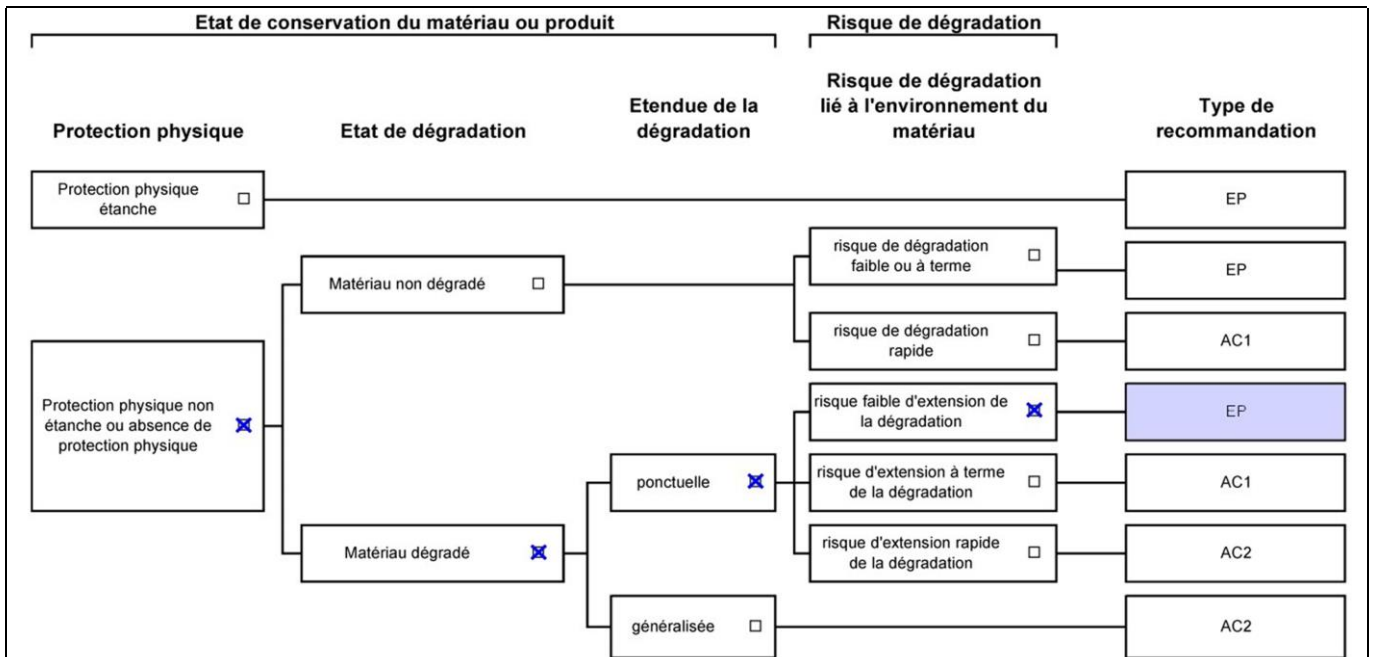 Etat de conservation du matériau ou produit
Risque de dégradation
Protection physique
Etat de dégradation
Etendue de la
dégradation
Risque de dégradation
lié à l'environnement du
matériau
Type de
recommandation
Protection physique
étanche
EP
risque de dégradation
faible ou à terme
EP
Matériau non dégradé
risque de dégradation
rapide
AC1
Protection physique non
étanche ou absence de
protection physique
risque faible d'extension de
la dégradation
EP
ponctuelle
risque d'extension à terme
de la dégradation
AC1
Matériau dégradé
risque d'extension rapide
de la dégradation
AC2
généralisée
AC2